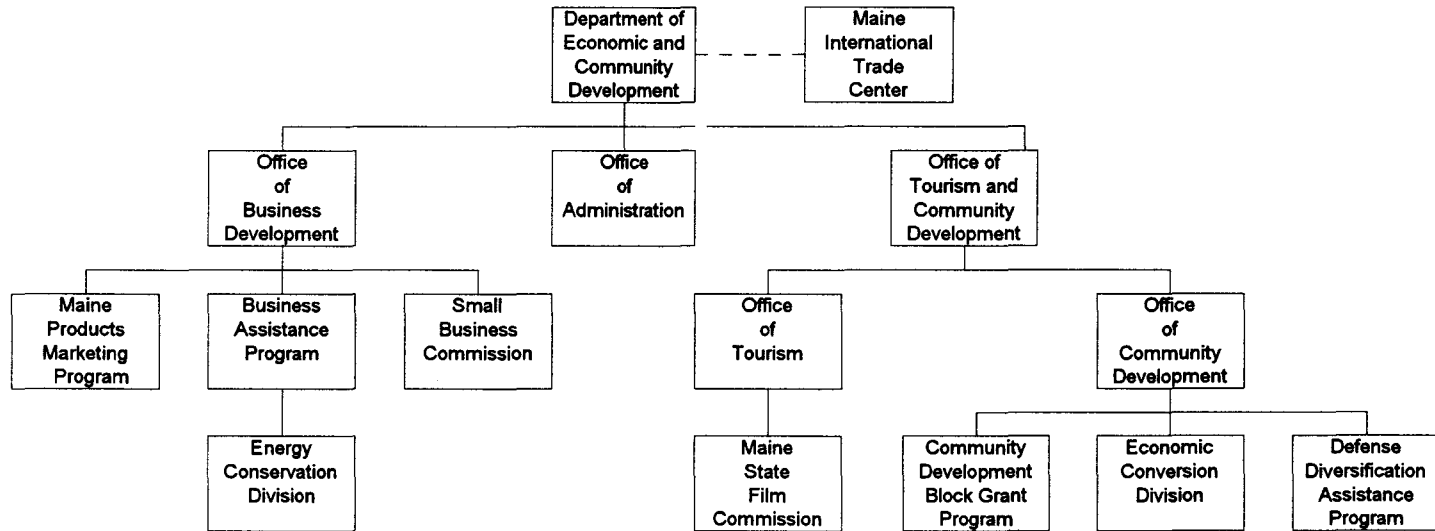 Department of
Economic and
Community
Development
Maine
International
Trade
Center
Office
of
Business
Development
Office
of
Administration
Office of
Tourism and
Community
Development
Maine
Products
Marketing
Program
Business
Assistance
Program
Small
Business
Commission
Office
of
Tourism
Office
of
Community
Development
Energy
Conservation
Division
Maine
State
Film
Commission
Community
Development
Block Grant
Program
Economic
Conversion
Division
Defense
Diversification
Assistance
Program